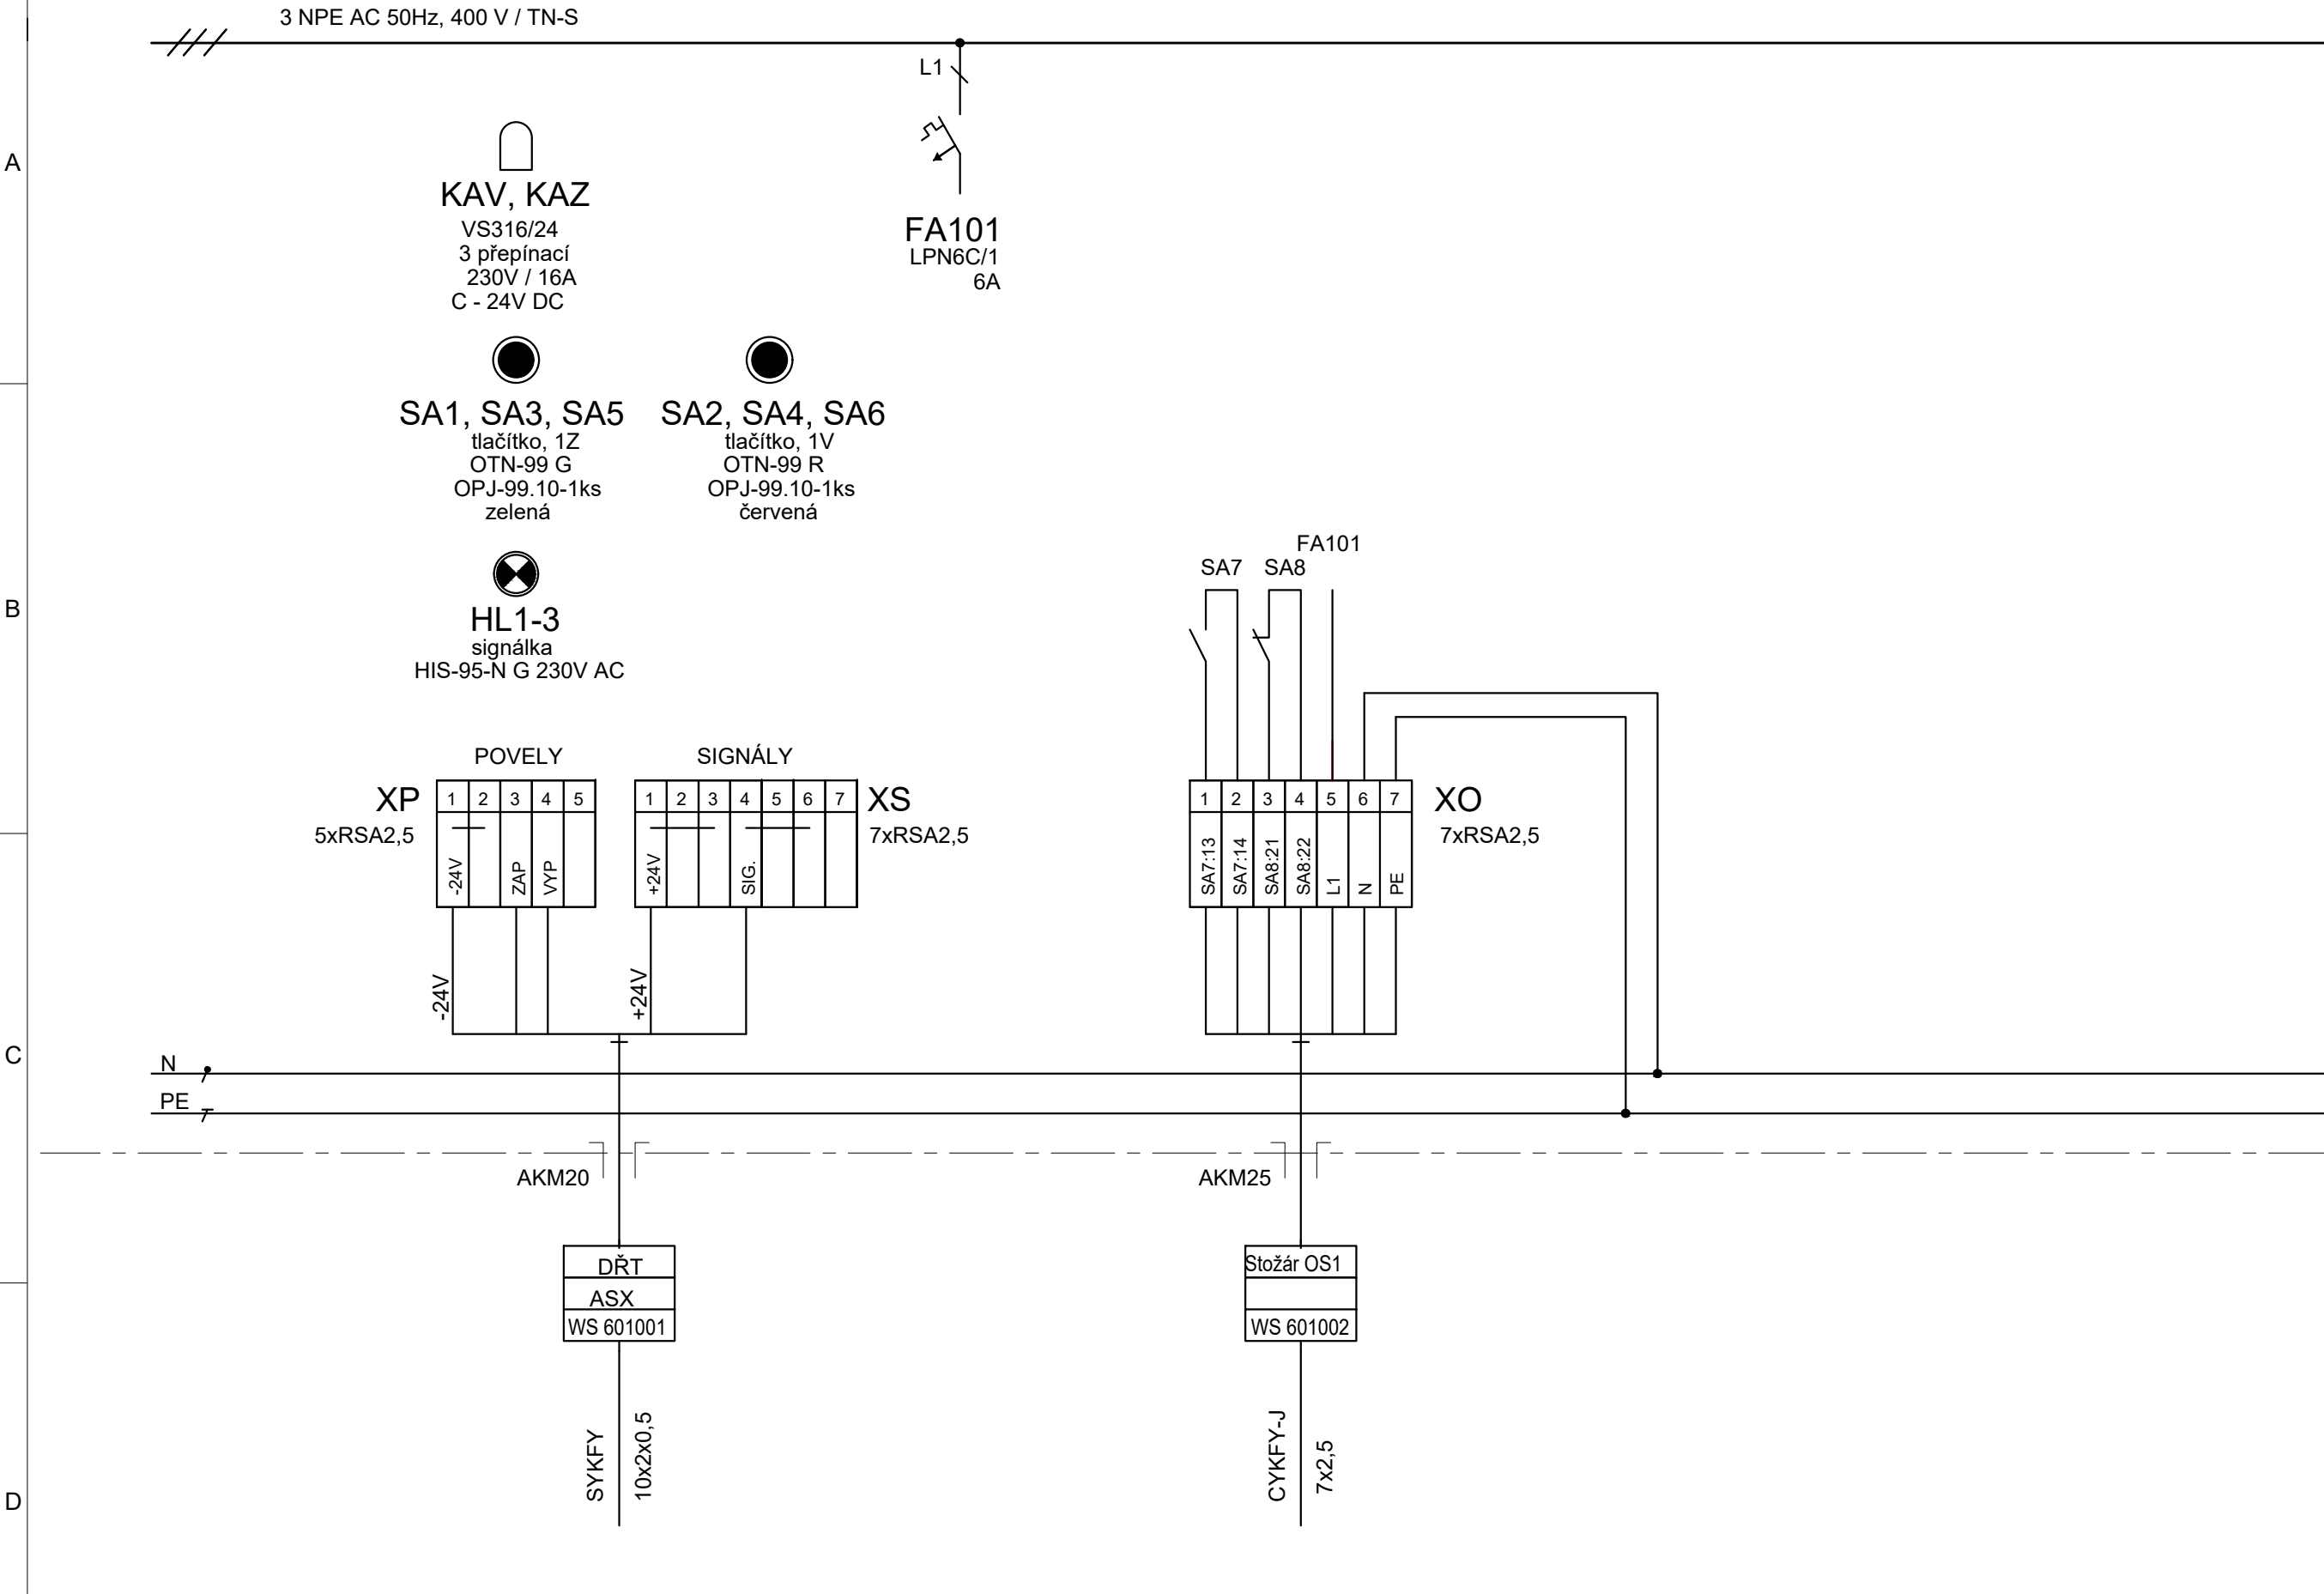 3 NPE AC 50Hz, 400 V / TN-S
L1
A
KAV, KAZ
VS316/24
3 přepínací
230V / 16A
C - 24V DC
FA101
LPN6C/1
6A
SA1, SA3, SA5
tlačítko, 1Z
OTN-99 G
OPJ-99.10-1ks
zelená
SA2, SA4, SA6
tlačítko, 1V
OTN-99 R
OPJ-99.10-1ks
červená
B
HL1-3
signálka
HIS-95-N G 230V AC
FA101
SA7
SA8
POVELY
SIGNÁLY
XP
5xRSA2,5
1 2 3 4 5
-24V
ZAP
VYP
1 2 3 4 5 6 7
+24V
SIG.
XS
7xRSA2,5
1 2 3 4 5 6 7
SA7:13
SA7:14
SA8:21
SA8:22
L1
N
PE
XO
7xRSA2,5
-24V
+24V
C
N
PE
AKM20
AKM25
DŘT
ASX
WS 601001
Stožár OS1
WS 601002
SYKFY
10x2x0,5
CYKFY-J
7x2,5
D